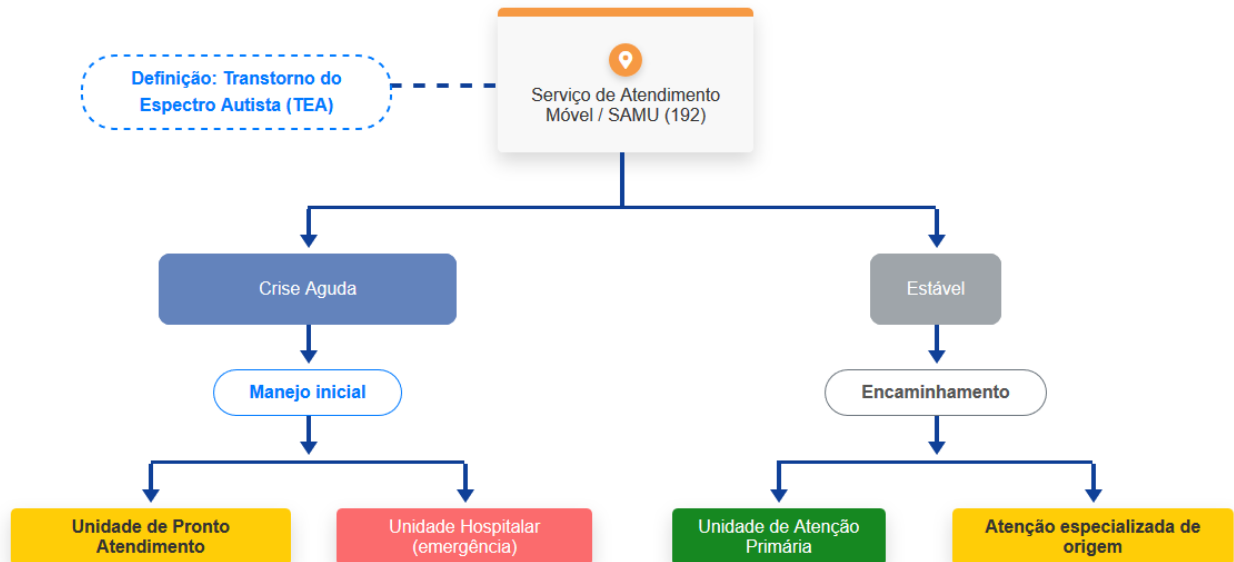 Definição: Transtorno do
Espectro Autista (TEA)
Serviço de Atendimento
Móvel / SAMU (192)
Crise Aguda
Estável
Manejo inicial
Encaminhamento
Unidade de Pronto
Atendimento
Unidade Hospitalar
(emergência)
Unidade de Atenção
Primária
Atenção especializada de
origem